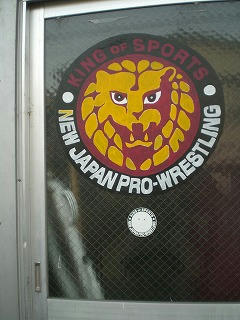 KING OF SPORTS
NEW JAPAN PRO-WRESTLING